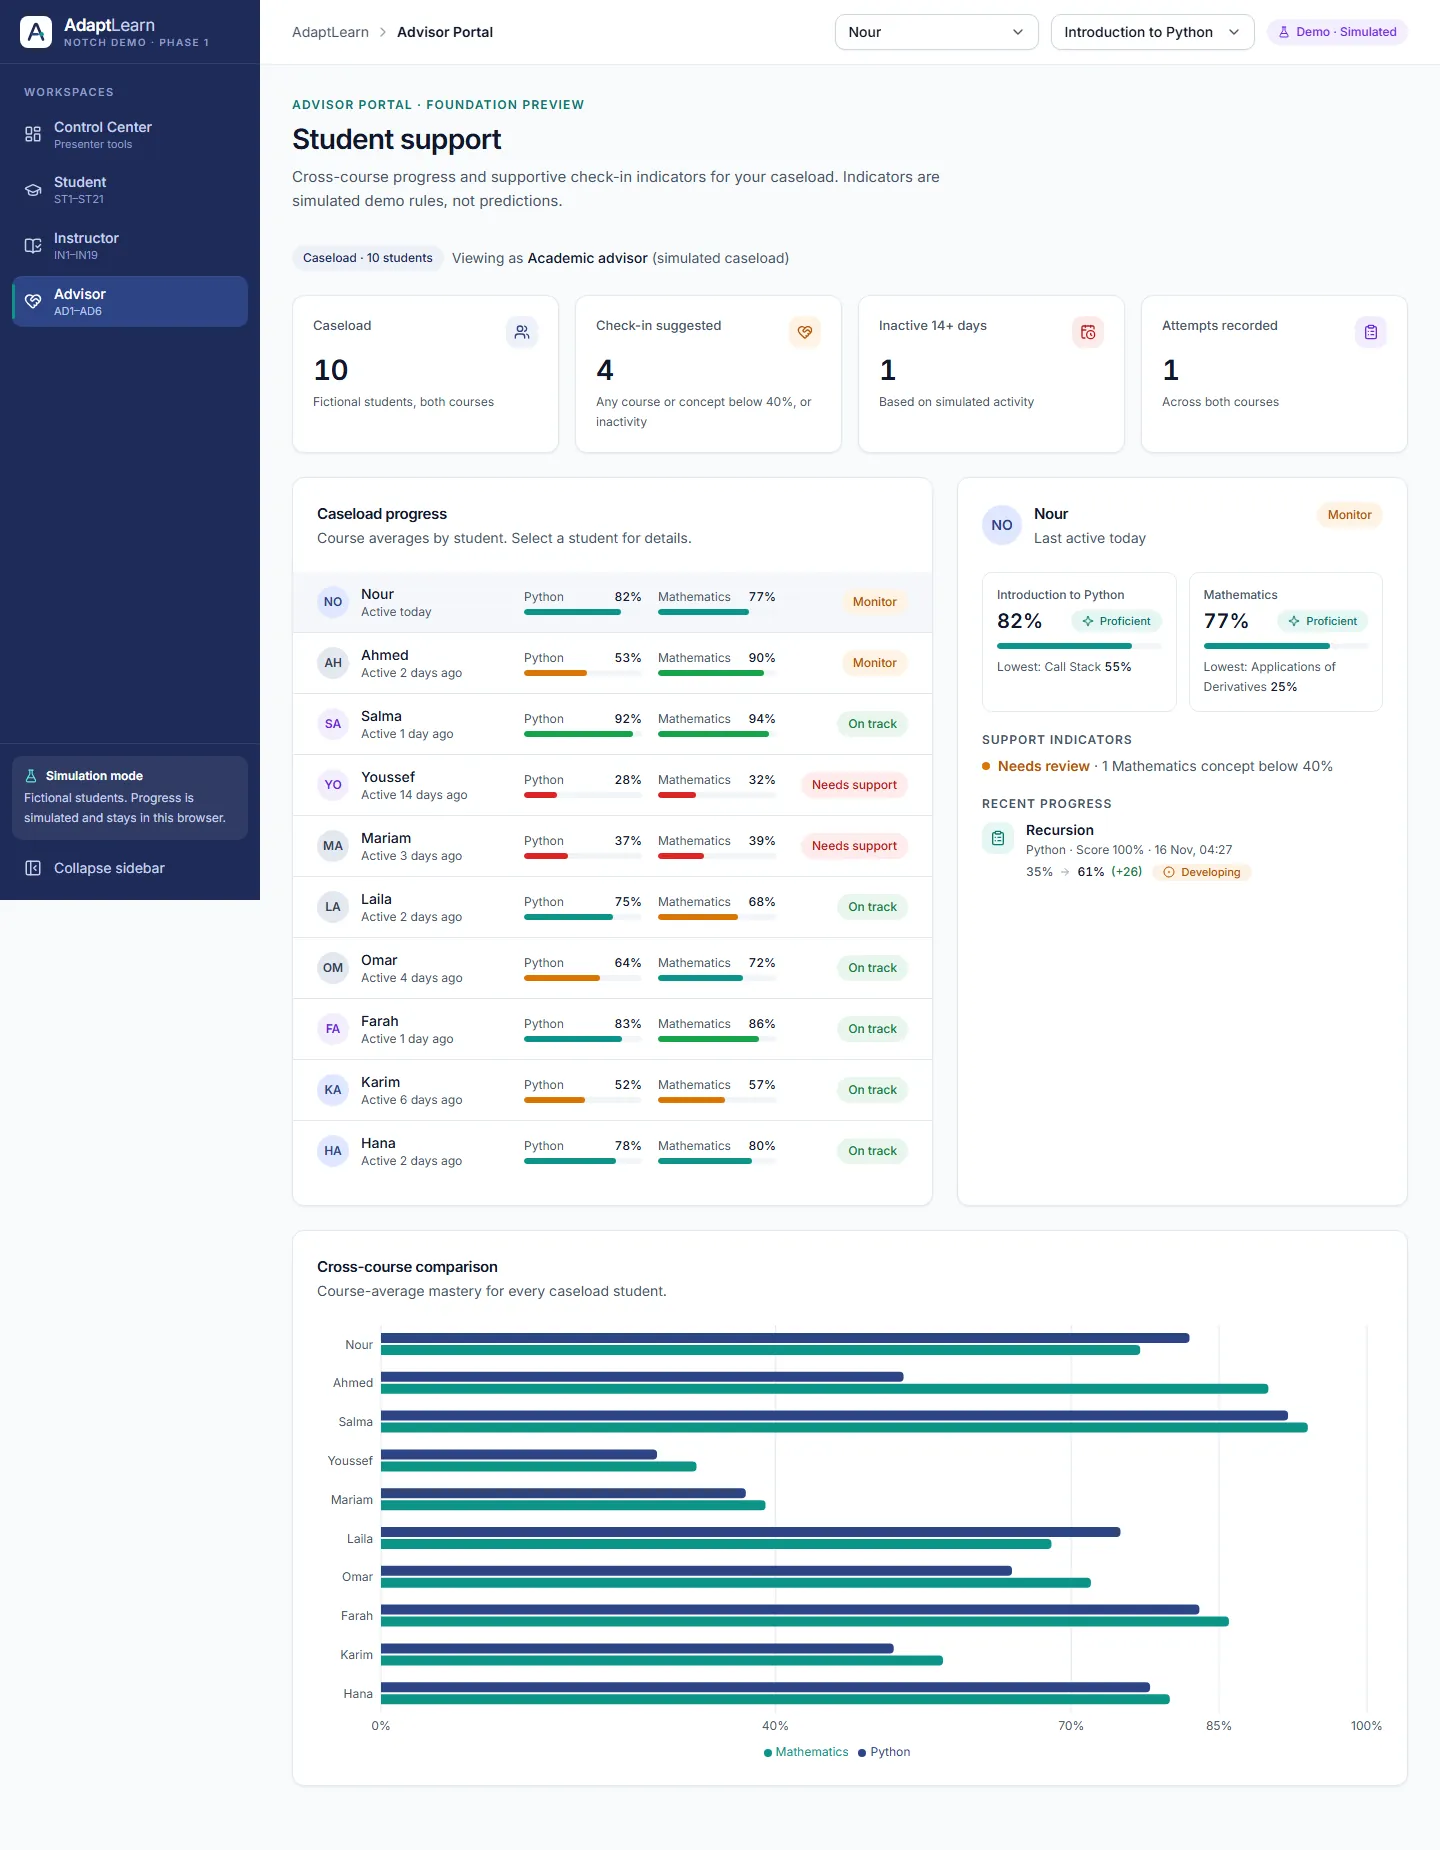 AdaptLearn
NOTCH DEMO · PHASE 1
WORKSPACES
Control Center
Presenter tools
Student
ST1–ST21
Instructor
IN1–IN19
Advisor
AD1–AD6
Simulation mode
Fictional students. Progress is
simulated and stays in this browser.
Collapse sidebar
AdaptLearn > Advisor Portal
Nour
Introduction to Python
Demo · Simulated
ADVISOR PORTAL · FOUNDATION PREVIEW
Student support
Cross-course progress and supportive check-in indicators for your caseload. Indicators are
simulated demo rules, not predictions.
Caseload · 10 students
Viewing as Academic advisor (simulated caseload)
Caseload
10
Fictional students, both courses
Check-in suggested
4
Any course or concept below 40%, or
inactivity
Inactive 14+ days
1
Based on simulated activity
Attempts recorded
1
Across both courses
Caseload progress
Course averages by student. Select a student for details.
NO
Nour
Active today
Python 82%
Mathematics 77%
Monitor
AH
Ahmed
Active 2 days ago
Python 53%
Mathematics 90%
Monitor
SA
Salma
Active 1 day ago
Python 92%
Mathematics 94%
On track
YO
Youssef
Active 14 days ago
Python 28%
Mathematics 32%
Needs support
MA
Mariam
Active 3 days ago
Python 37%
Mathematics 39%
Needs support
LA
Laila
Active 2 days ago
Python 75%
Mathematics 68%
On track
OM
Omar
Active 4 days ago
Python 64%
Mathematics 72%
On track
FA
Farah
Active 1 day ago
Python 83%
Mathematics 86%
On track
KA
Karim
Active 6 days ago
Python 52%
Mathematics 57%
On track
HA
Hana
Active 2 days ago
Python 78%
Mathematics 80%
On track
NO
Nour
Last active today
Monitor
Introduction to Python
82% Proficient
Lowest: Call Stack 55%
Mathematics
77% Proficient
Lowest: Applications of
Derivatives 25%
SUPPORT INDICATORS
Needs review · 1 Mathematics concept below 40%
RECENT PROGRESS
Recursion
Python · Score 100% · 16 Nov, 04:27
35% → 61% (+26) Developing
Cross-course comparison
Course-average mastery for every caseload student.
Nour
Ahmed
Salma
Youssef
Mariam
Laila
Omar
Farah
Karim
Hana
0% 40% 70% 85% 100%
Mathematics Python